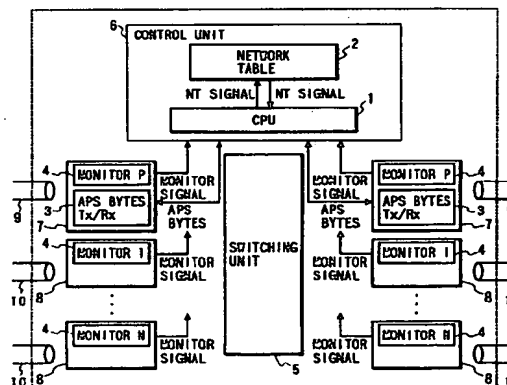 6
CONTROL UNIT
2
NETWORK
TABLE
NT SIGNAL NT SIGNAL
1
CPU
4
MONITOR P
MONITOR
SIGNAL
APS BYTES
Tx/Rx
3
APS
BYTES
9
7
4
MONITOR 1
MONITOR
SIGNAL
10
8
4
MONITOR N
MONITOR
SIGNAL
10
8
SWITCHING
UNIT
5
MONITOR
SIGNAL
MONITOR P
4
APS
BYTES
APS BYTES
Tx/Rx
3
7
MONITOR
SIGNAL
MONITOR 1
4
8
MONITOR
SIGNAL
MONITOR N
4
8